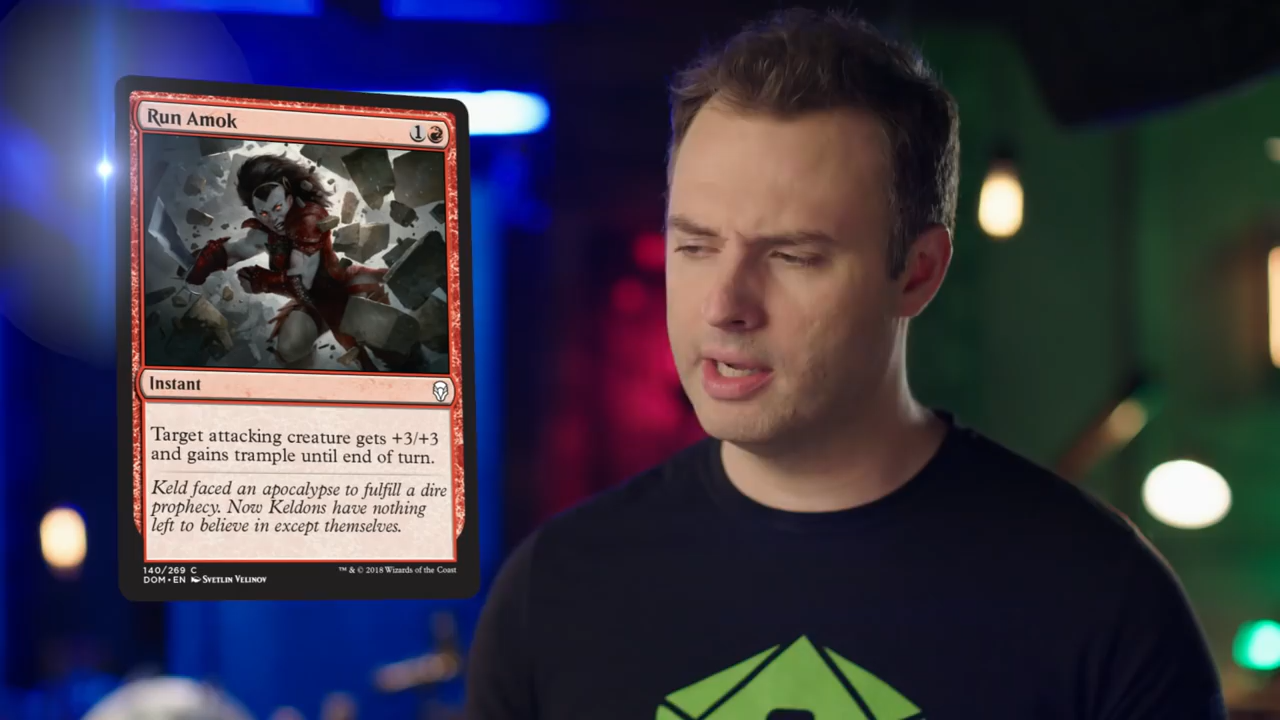 Run Amok
1
Instant
Target attacking creature gets +3/+3
and gains trample until end of turn.
Keld faced an apocalypse to fulfill a dire
prophecy. Now Keldons have nothing
left to believe in except themselves.
140/269 C
DOM • EN Svetlin Velinov
™ & © 2018 Wizards of the Coast